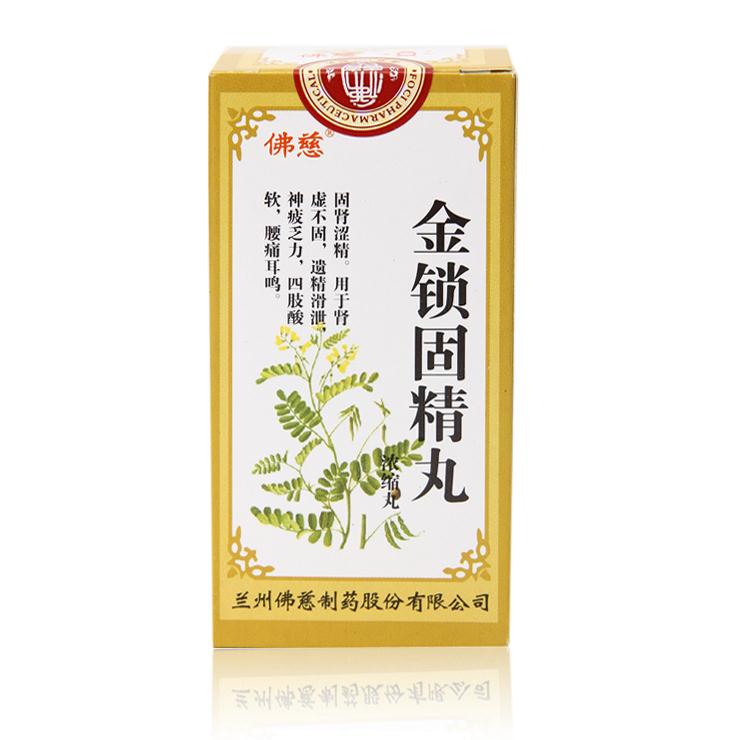 FOCI PHARMACEUTICAL
佛慈®
金锁固精丸
浓缩丸
固肾涩精。用于肾
虚不固，遗精滑泄，
神疲乏力，四肢酸
软，腰痛耳鸣。
兰州佛慈制药股份有限公司